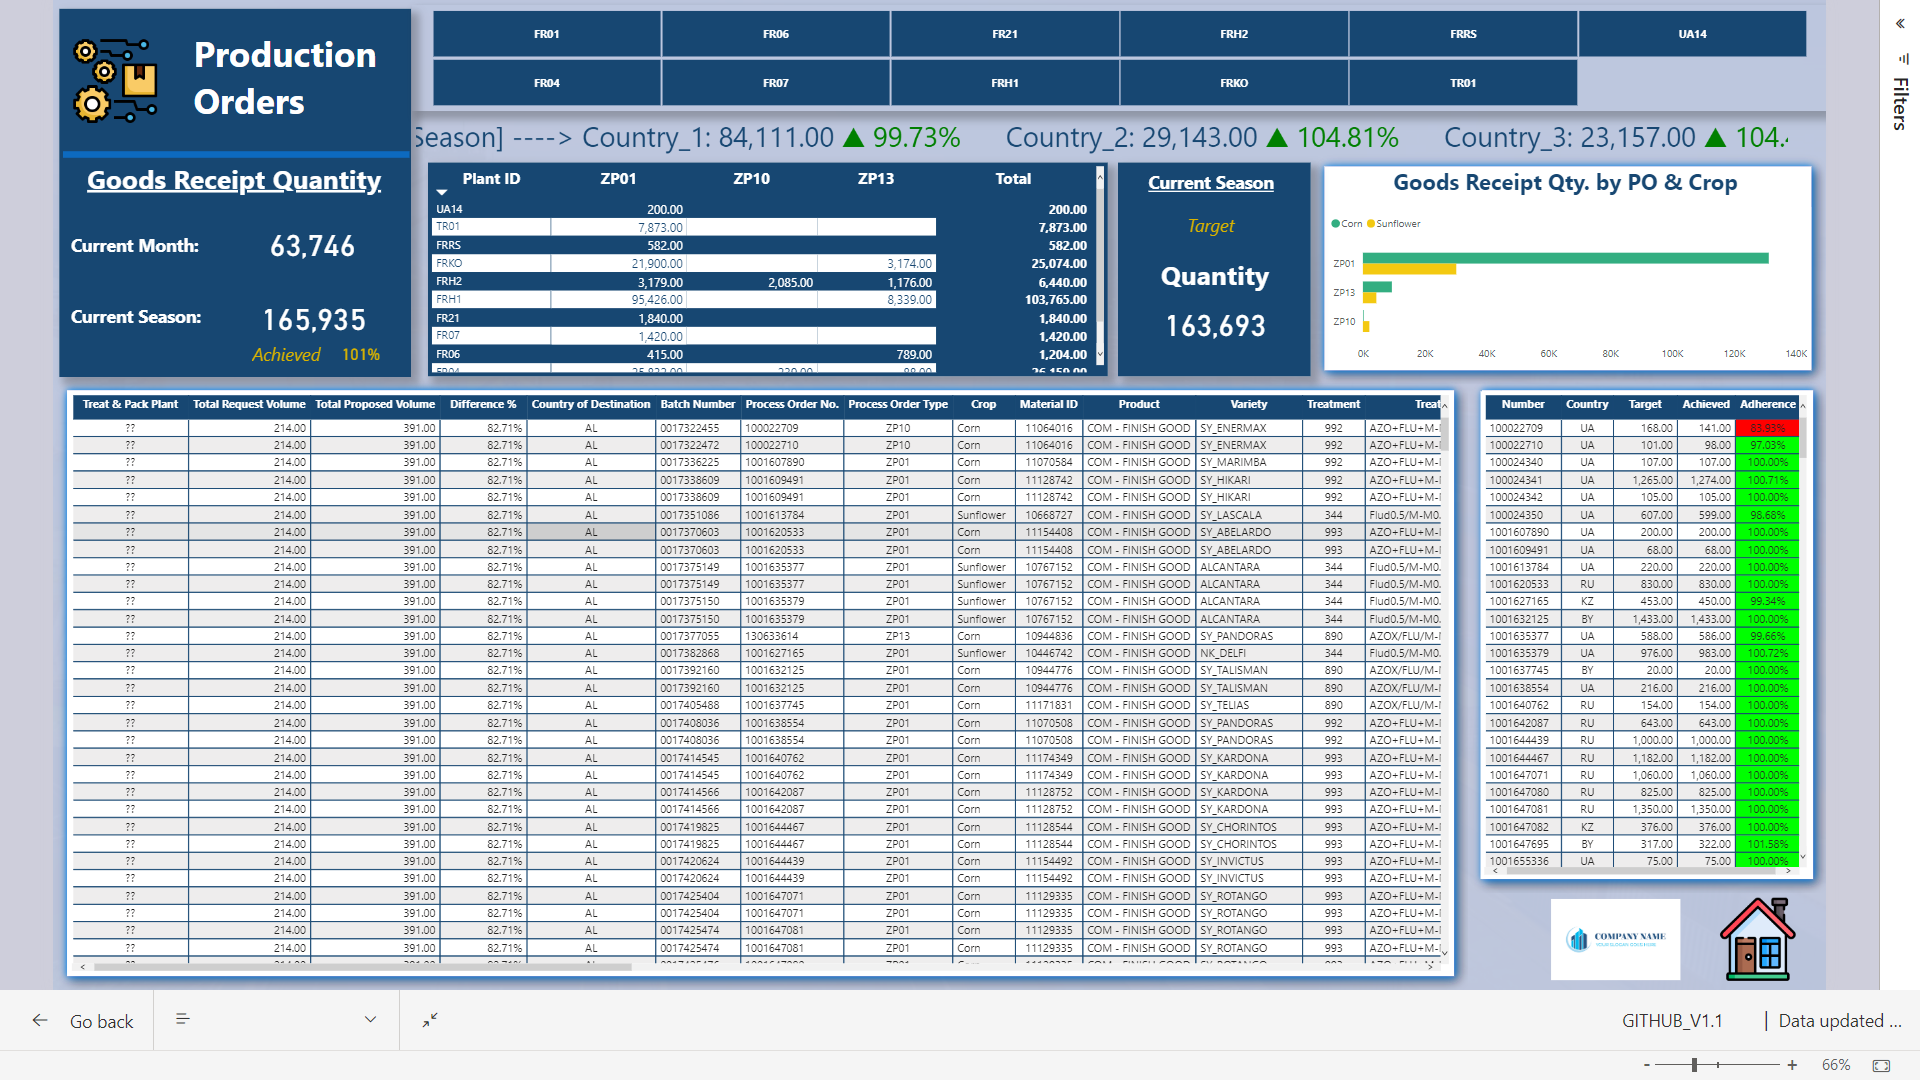 Production
Orders
FR01 FR06 FR21 FRH2 FRRS UA14
FR04 FR07 FRH1 FRKO TR01
Season] ----> Country_1: 84,111.00 ▲ 99.73% Country_2: 29,143.00 ▲ 104.81% Country_3: 23,157.00 ▲ 104.
Goods Receipt Quantity
Current Month: 63,746
Current Season: 165,935
Achieved 101%
Plant ID ZP01 ZP10 ZP13 Total
UA14 200.00 200.00
TR01 7,873.00 7,873.00
FRRS 582.00 582.00
FRKO 21,900.00 3,174.00 25,074.00
FRH2 3,179.00 2,085.00 1,176.00 6,440.00
FRH1 95,426.00 8,339.00 103,765.00
FR21 1,840.00 1,840.00
FR07 1,420.00 1,420.00
FR06 415.00 789.00 1,204.00
Current Season
Target
Quantity
163,693
Goods Receipt Qty. by PO & Crop
Corn Sunflower
ZP01
ZP13
ZP10
0K 20K 40K 60K 80K 100K 120K 140K
Treat & Pack Plant Total Request Volume Total Proposed Volume Difference % Country of Destination Batch Number Process Order No. Process Order Type Crop Material ID Product Variety Treatment Treat
?? 214.00 391.00 82.71% AL 0017322455 100022709 ZP10 Corn 11064016 COM - FINISH GOOD SY_ENERMAX 992 AZO+FLU+M-
?? 214.00 391.00 82.71% AL 0017322472 100022710 ZP10 Corn 11064016 COM - FINISH GOOD SY_ENERMAX 992 AZO+FLU+M-
?? 214.00 391.00 82.71% AL 0017336225 1001607890 ZP01 Corn 11070584 COM - FINISH GOOD SY_MARIMBA 992 AZO+FLU+M-
?? 214.00 391.00 82.71% AL 0017338609 1001609491 ZP01 Corn 11128742 COM - FINISH GOOD SY_HIKARI 992 AZO+FLU+M-
?? 214.00 391.00 82.71% AL 0017338609 1001609491 ZP01 Corn 11128742 COM - FINISH GOOD SY_HIKARI 992 AZO+FLU+M-
?? 214.00 391.00 82.71% AL 0017351086 1001613784 ZP01 Sunflower 10668727 COM - FINISH GOOD SY_LASCALA 344 Flud0.5/M-M0.
?? 214.00 391.00 82.71% AL 0017370603 1001620533 ZP01 Corn 11154408 COM - FINISH GOOD SY_ABELARDO 993 AZO+FLU+M-
?? 214.00 391.00 82.71% AL 0017370603 1001620533 ZP01 Corn 11154408 COM - FINISH GOOD SY_ABELARDO 993 AZO+FLU+M-
?? 214.00 391.00 82.71% AL 0017375149 1001635377 ZP01 Sunflower 10767152 COM - FINISH GOOD ALCANTARA 344 Flud0.5/M-M0.
?? 214.00 391.00 82.71% AL 0017375149 1001635377 ZP01 Sunflower 10767152 COM - FINISH GOOD ALCANTARA 344 Flud0.5/M-M0.
?? 214.00 391.00 82.71% AL 0017375150 1001635379 ZP01 Sunflower 10767152 COM - FINISH GOOD ALCANTARA 344 Flud0.5/M-M0.
?? 214.00 391.00 82.71% AL 0017375150 1001635379 ZP01 Sunflower 10767152 COM - FINISH GOOD ALCANTARA 344 Flud0.5/M-M0.
?? 214.00 391.00 82.71% AL 0017377055 130633614 ZP13 Corn 10944836 COM - FINISH GOOD SY_PANDORAS 890 AZOX/FLU/M-
?? 214.00 391.00 82.71% AL 0017382868 1001627165 ZP01 Sunflower 10446742 COM - FINISH GOOD NK_DELFI 344 Flud0.5/M-M0.
?? 214.00 391.00 82.71% AL 0017392160 1001632125 ZP01 Corn 10944776 COM - FINISH GOOD SY_TALISMAN 890 AZOX/FLU/M-
?? 214.00 391.00 82.71% AL 0017392160 1001632125 ZP01 Corn 10944776 COM - FINISH GOOD SY_TALISMAN 890 AZOX/FLU/M-
?? 214.00 391.00 82.71% AL 0017405488 1001637745 ZP01 Corn 11171831 COM - FINISH GOOD SY_TELIAS 890 AZOX/FLU/M-
?? 214.00 391.00 82.71% AL 0017408036 1001638554 ZP01 Corn 11070508 COM - FINISH GOOD SY_PANDORAS 992 AZO+FLU+M-
?? 214.00 391.00 82.71% AL 0017408036 1001638554 ZP01 Corn 11070508 COM - FINISH GOOD SY_PANDORAS 992 AZO+FLU+M-
?? 214.00 391.00 82.71% AL 0017414545 1001640762 ZP01 Corn 11174349 COM - FINISH GOOD SY_KARDONA 993 AZO+FLU+M-
?? 214.00 391.00 82.71% AL 0017414545 1001640762 ZP01 Corn 11174349 COM - FINISH GOOD SY_KARDONA 993 AZO+FLU+M-
?? 214.00 391.00 82.71% AL 0017414566 1001642087 ZP01 Corn 11128752 COM - FINISH GOOD SY_KARDONA 993 AZO+FLU+M-
?? 214.00 391.00 82.71% AL 0017414566 1001642087 ZP01 Corn 11128752 COM - FINISH GOOD SY_KARDONA 993 AZO+FLU+M-
?? 214.00 391.00 82.71% AL 0017419825 1001644467 ZP01 Corn 11128544 COM - FINISH GOOD SY_CHORINTOS 993 AZO+FLU+M-
?? 214.00 391.00 82.71% AL 0017419825 1001644467 ZP01 Corn 11128544 COM - FINISH GOOD SY_CHORINTOS 993 AZO+FLU+M-
?? 214.00 391.00 82.71% AL 0017420624 1001644439 ZP01 Corn 11154492 COM - FINISH GOOD SY_INVICTUS 993 AZO+FLU+M-
?? 214.00 391.00 82.71% AL 0017420624 1001644439 ZP01 Corn 11154492 COM - FINISH GOOD SY_INVICTUS 993 AZO+FLU+M-
?? 214.00 391.00 82.71% AL 0017425404 1001647071 ZP01 Corn 11129335 COM - FINISH GOOD SY_ROTANGO 993 AZO+FLU+M-
?? 214.00 391.00 82.71% AL 0017425404 1001647071 ZP01 Corn 11129335 COM - FINISH GOOD SY_ROTANGO 993 AZO+FLU+M-
?? 214.00 391.00 82.71% AL 0017425474 1001647081 ZP01 Corn 11129335 COM - FINISH GOOD SY_ROTANGO 993 AZO+FLU+M-
?? 214.00 391.00 82.71% AL 0017425474 1001647081 ZP01 Corn 11129335 COM - FINISH GOOD SY_ROTANGO 993 AZO+FLU+M-
Number Country Target Achieved Adherence
100022709 UA 168.00 141.00 83.93%
100022710 UA 101.00 98.00 97.03%
100024340 UA 107.00 107.00 100.00%
100024341 UA 1,265.00 1,274.00 100.71%
100024342 UA 105.00 105.00 100.00%
100024350 UA 607.00 599.00 98.68%
1001607890 UA 200.00 200.00 100.00%
1001609491 UA 68.00 68.00 100.00%
1001613784 UA 220.00 220.00 100.00%
1001620533 RU 830.00 830.00 100.00%
1001627165 KZ 453.00 450.00 99.34%
1001632125 BY 1,433.00 1,433.00 100.00%
1001635377 UA 588.00 586.00 99.66%
1001635379 UA 976.00 983.00 100.72%
1001637745 BY 20.00 20.00 100.00%
1001638554 UA 216.00 216.00 100.00%
1001640762 RU 154.00 154.00 100.00%
1001642087 RU 643.00 643.00 100.00%
1001644439 RU 1,000.00 1,000.00 100.00%
1001644467 RU 1,182.00 1,182.00 100.00%
1001647071 RU 1,060.00 1,060.00 100.00%
1001647080 RU 825.00 825.00 100.00%
1001647081 RU 1,350.00 1,350.00 100.00%
1001647082 KZ 376.00 376.00 100.00%
1001647695 BY 317.00 322.00 101.58%
1001655336 UA 75.00 75.00 100.00%
COMPANY NAME
Filters
Go back
GITHUB_V1.1 | Data updated ...
- + 66%